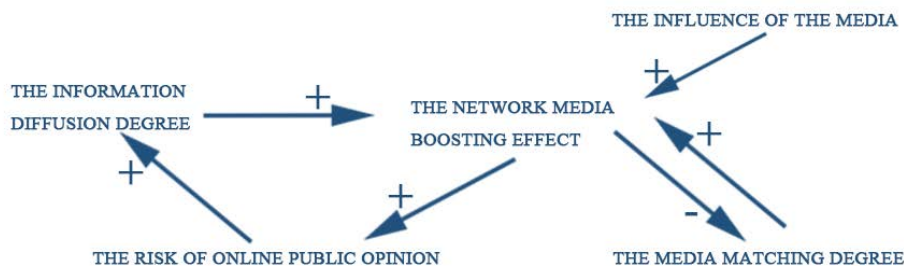 THE INFLUENCE OF THE MEDIA
+
THE INFORMATION
DIFFUSION DEGREE
+
THE NETWORK MEDIA
BOOSTING EFFECT
+
+
+
-
THE RISK OF ONLINE PUBLIC OPINION
THE MEDIA MATCHING DEGREE